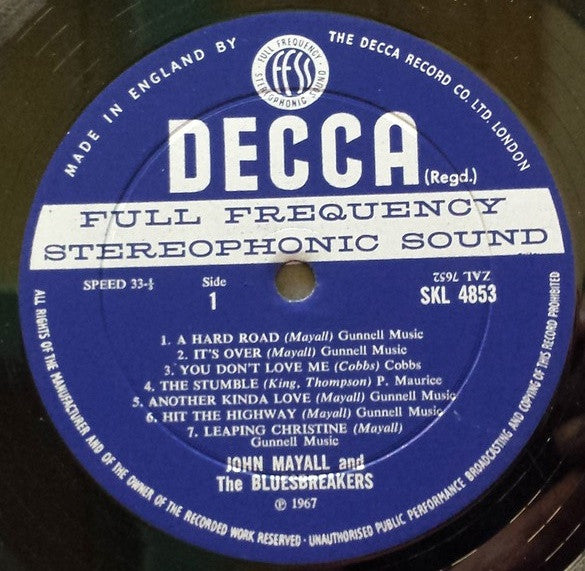 MADE IN ENGLAND BY
FULL FREQUENCY
FFSS
STEREOPHONIC SOUND
THE DECCA RECORD CO. LTD. LONDON
DECCA (Regd.)
FULL FREQUENCY
STEREOPHONIC SOUND
SPEED 33-⅓
Side
1
ZAL 7652
SKL 4853
1. A HARD ROAD (Mayall) Gunnell Music
2. IT'S OVER (Mayall) Gunnell Music
3. YOU DON'T LOVE ME (Cobbs) Cobbs
4. THE STUMBLE (King, Thompson) P. Maurice
5. ANOTHER KINDA LOVE (Mayall) Gunnell Music
6. HIT THE HIGHWAY (Mayall) Gunnell Music
7. LEAPING CHRISTINE (Mayall)
Gunnell Music
JOHN MAYALL and
The BLUESBREAKERS
℗ 1967
ALL RIGHTS OF THE MANUFACTURER AND OF THE OWNER OF THE RECORDED WORK RESERVED · UNAUTHORISED PUBLIC PERFORMANCE BROADCASTING AND COPYING OF THIS RECORD PROHIBITED